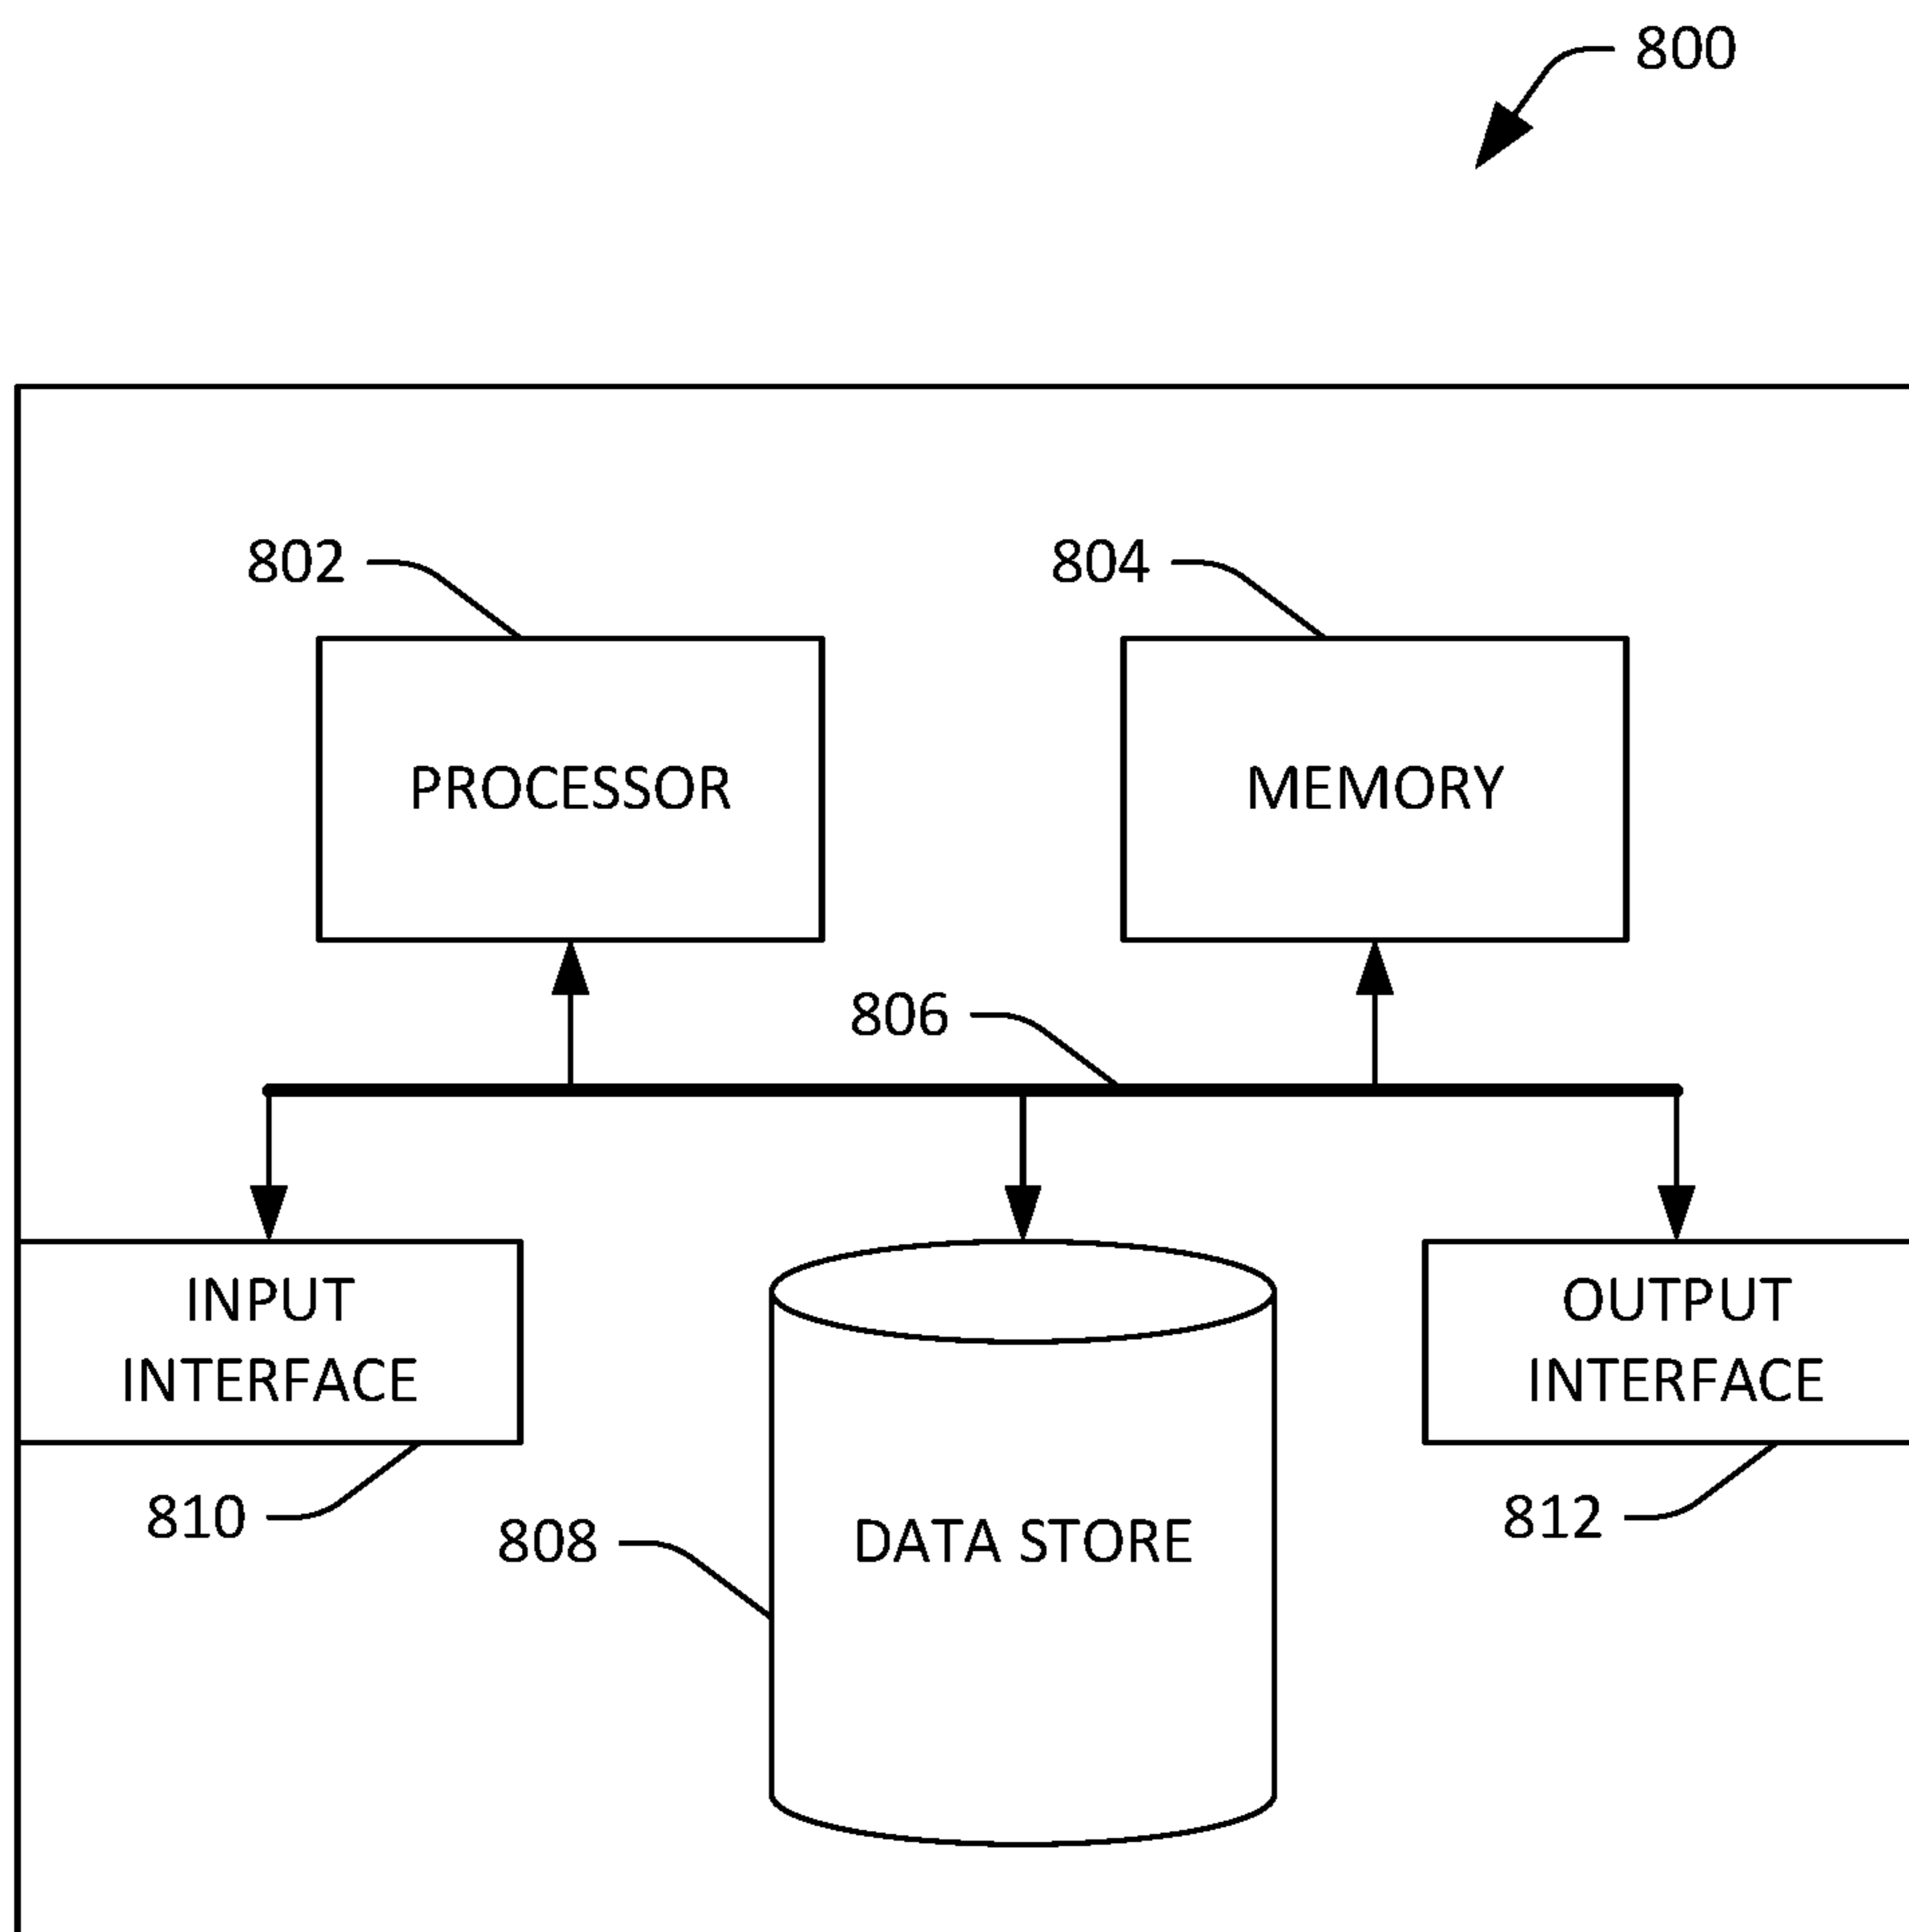 800
802
804
PROCESSOR
MEMORY
806
INPUT
INTERFACE
OUTPUT
INTERFACE
810
808
DATA STORE
812